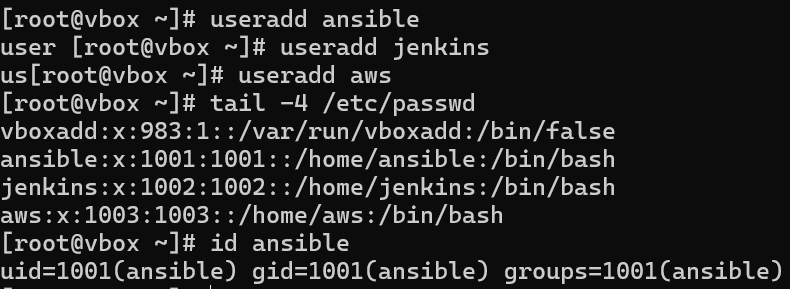 [root@vbox ~]# useradd ansible
user [root@vbox ~]# useradd jenkins
us[root@vbox ~]# useradd aws
[root@vbox ~]# tail -4 /etc/passwd
vboxadd:x:983:1::/var/run/vboxadd:/bin/false
ansible:x:1001:1001::/home/ansible:/bin/bash
jenkins:x:1002:1002::/home/jenkins:/bin/bash
aws:x:1003:1003::/home/aws:/bin/bash
[root@vbox ~]# id ansible
uid=1001(ansible) gid=1001(ansible) groups=1001(ansible)